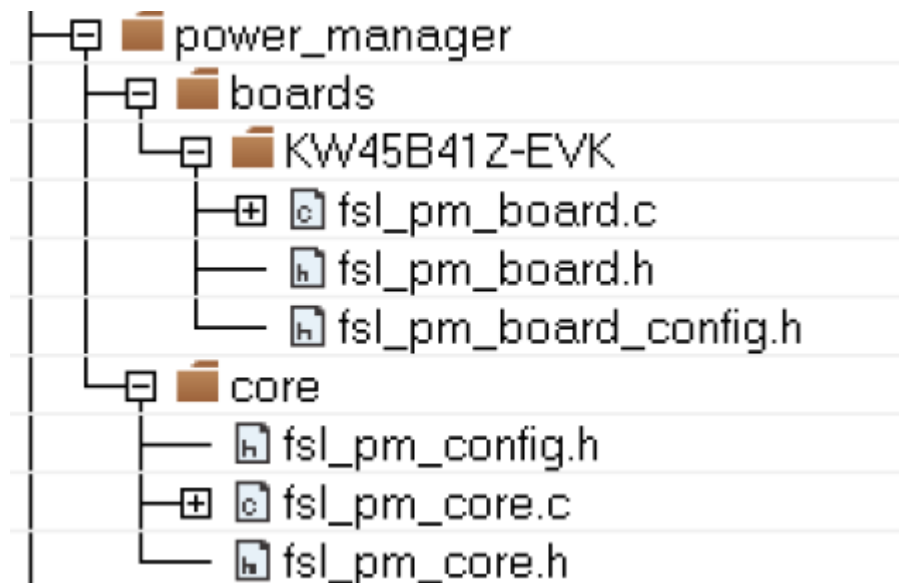 power_manager
boards
KW45B41Z-EVK
fsl_pm_board.c
fsl_pm_board.h
fsl_pm_board_config.h
core
fsl_pm_config.h
fsl_pm_core.c
fsl_pm_core.h